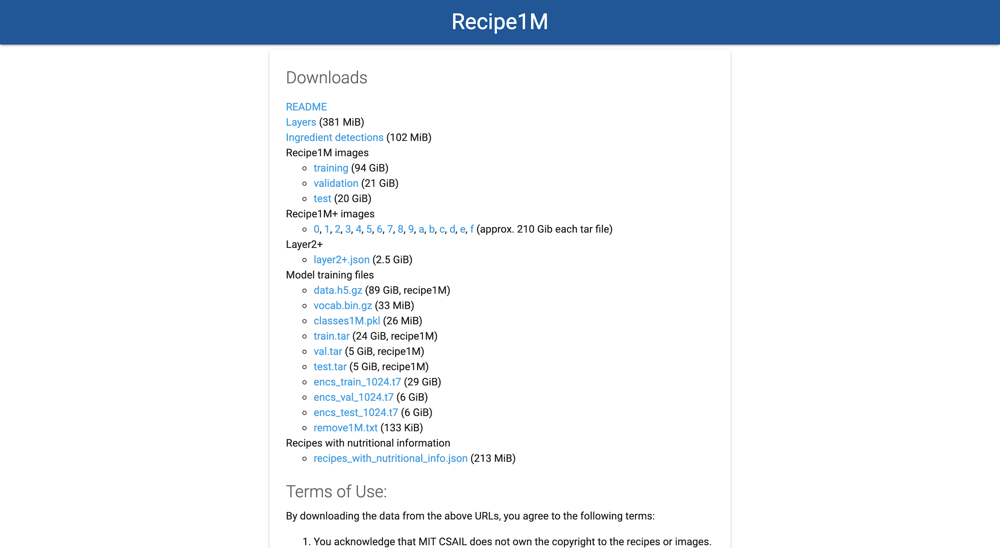 Recipe1M
Downloads
README
Layers (381 MiB)
Ingredient detections (102 MiB)
Recipe1M images
training (94 GiB)
validation (21 GiB)
test (20 GiB)
Recipe1M+ images
0, 1, 2, 3, 4, 5, 6, 7, 8, 9, a, b, c, d, e, f (approx. 210 Gib each tar file)
Layer2+
layer2+.json (2.5 GiB)
Model training files
data.h5.gz (89 GiB, recipe1M)
vocab.bin.gz (33 MiB)
classes1M.pkl (26 MiB)
train.tar (24 GiB, recipe1M)
val.tar (5 GiB, recipe1M)
test.tar (5 GiB, recipe1M)
encs_train_1024.t7 (29 GiB)
encs_val_1024.t7 (6 GiB)
encs_test_1024.t7 (6 GiB)
remove1M.txt (133 KiB)
Recipes with nutritional information
recipes_with_nutritional_info.json (213 MiB)
Terms of Use:
By downloading the data from the above URLs, you agree to the following terms:
1. You acknowledge that MIT CSAIL does not own the copyright to the recipes or images.